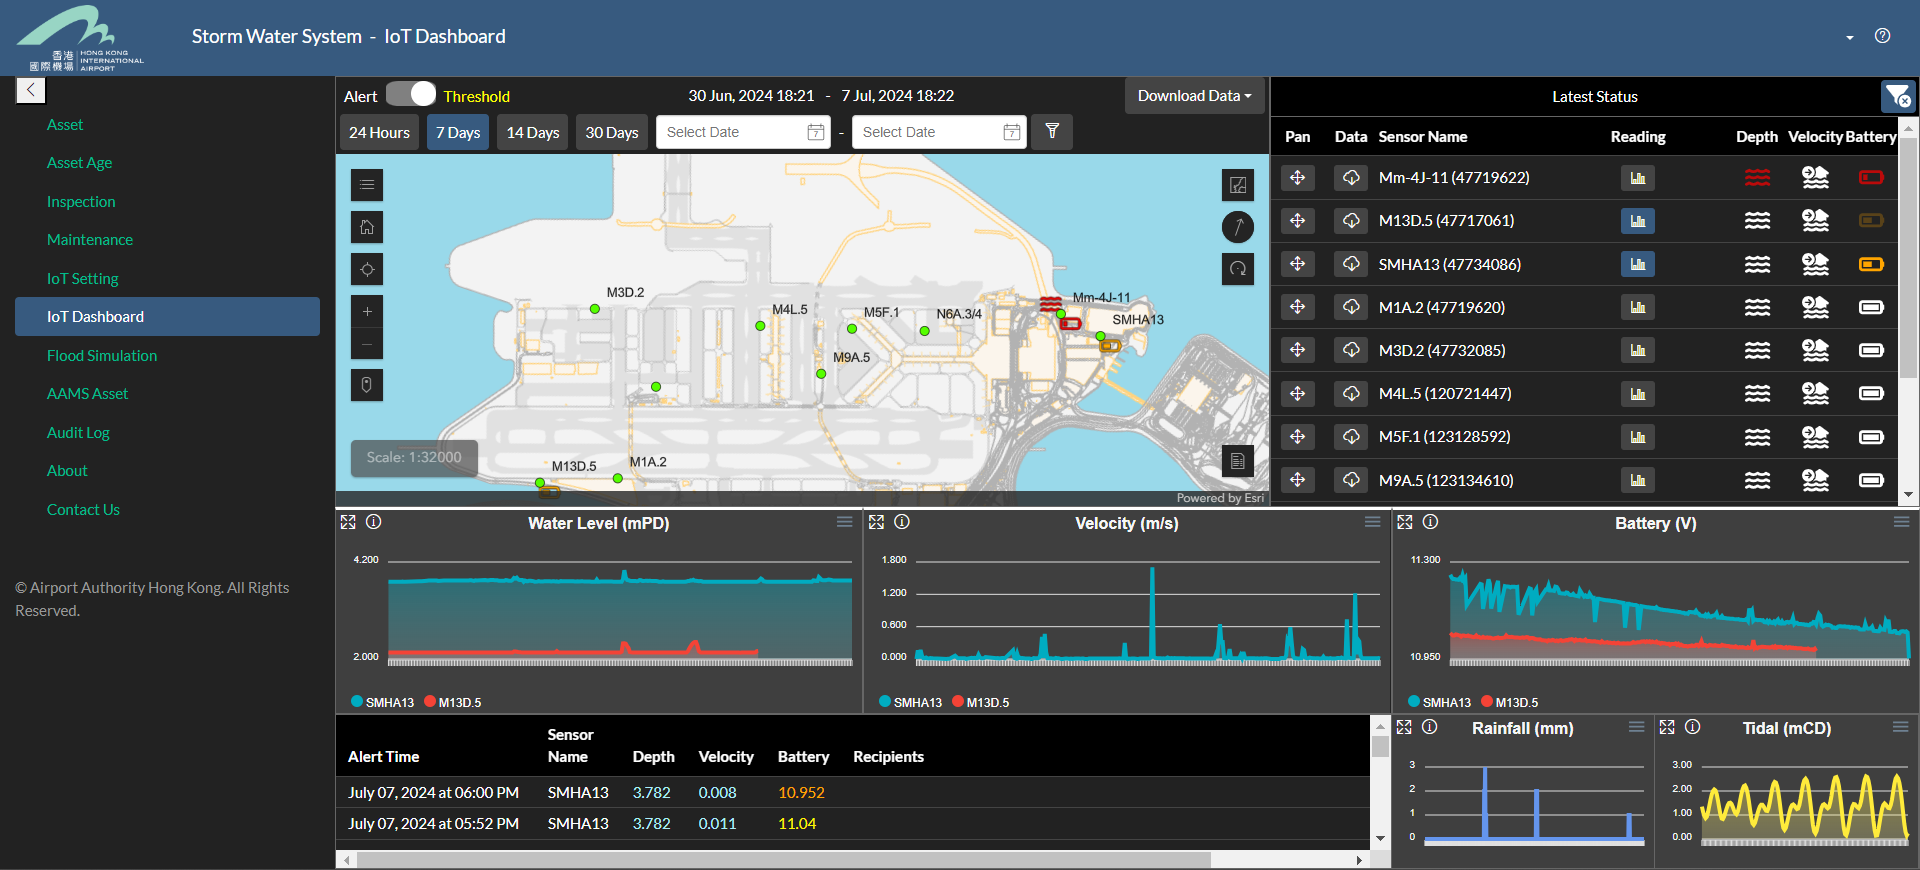 香港
國際機場
HONG KONG
INTERNATIONAL
AIRPORT
Storm Water System - IoT Dashboard
Asset
Asset Age
Inspection
Maintenance
IoT Setting
IoT Dashboard
Flood Simulation
AAMS Asset
Audit Log
About
Contact Us
© Airport Authority Hong Kong. All Rights
Reserved.
Alert
Threshold
30 Jun, 2024 18:21 - 7 Jul, 2024 18:22
Download Data
24 Hours
7 Days
14 Days
30 Days
Select Date
7
-
Select Date
7
M3D.2
M4L.5
M5F.1
N6A.3/4
Mm-4J-11
SMHA13
M9A.5
M13D.5
M1A.2
Scale: 1:32000
Powered by Esri
Latest Status
Pan Data Sensor Name Reading Depth Velocity Battery
Mm-4J-11 (47719622)
M13D.5 (47717061)
SMHA13 (47734086)
M1A.2 (47719620)
M3D.2 (47732085)
M4L.5 (120721447)
M5F.1 (123128592)
M9A.5 (123134610)
Water Level (mPD)
4.200
2.000
SMHA13 M13D.5
Velocity (m/s)
1.800
1.200
0.600
0.000
SMHA13 M13D.5
Battery (V)
11.300
10.950
SMHA13 M13D.5
Alert Time Sensor Name Depth Velocity Battery Recipients
July 07, 2024 at 06:00 PM SMHA13 3.782 0.008 10.952
July 07, 2024 at 05:52 PM SMHA13 3.782 0.011 11.04
Rainfall (mm)
3
2
1
0
Tidal (mCD)
3.00
2.00
1.00
0.00